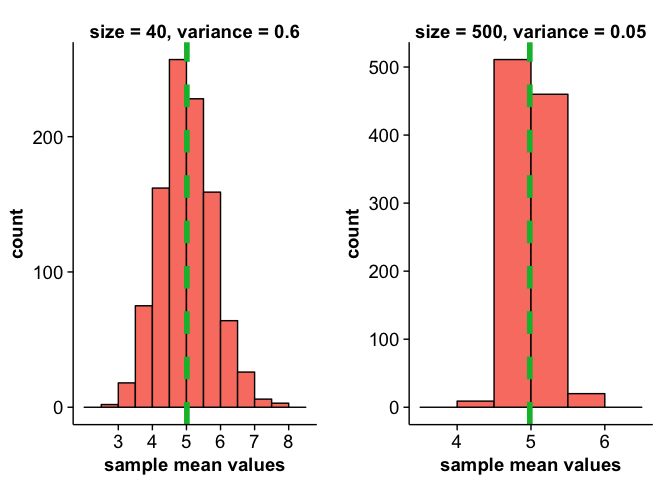 size = 40, variance = 0.6
count
200
100
0
3 4 5 6 7 8
sample mean values
size = 500, variance = 0.05
count
500
400
300
200
100
0
4 5 6
sample mean values